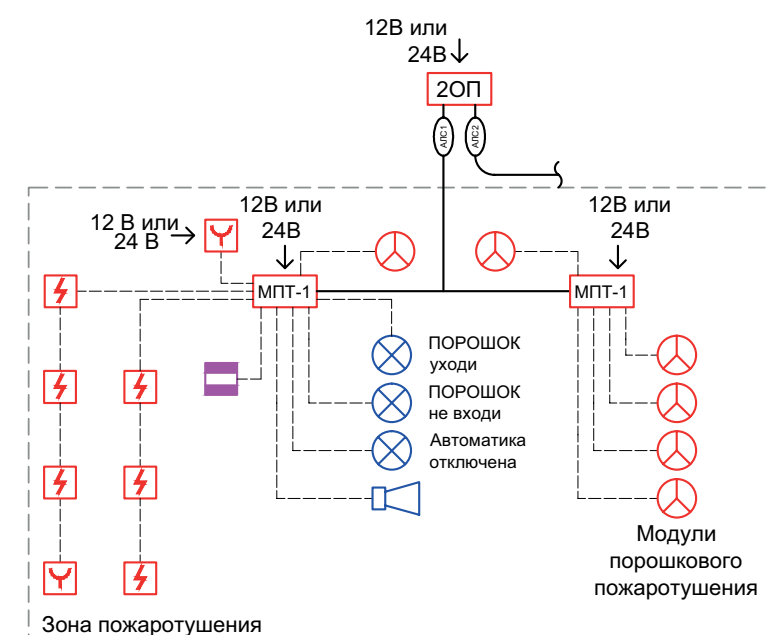 12В или
24В
2ОП
АЛС1
АЛС2
12 В или
24 В
12В или
24В
12В или
24В
МПТ-1
МПТ-1
ПОРОШОК
уходи
ПОРОШОК
не входи
Автоматика
отключена
Модули
порошкового
пожаротушения
Зона пожаротушения